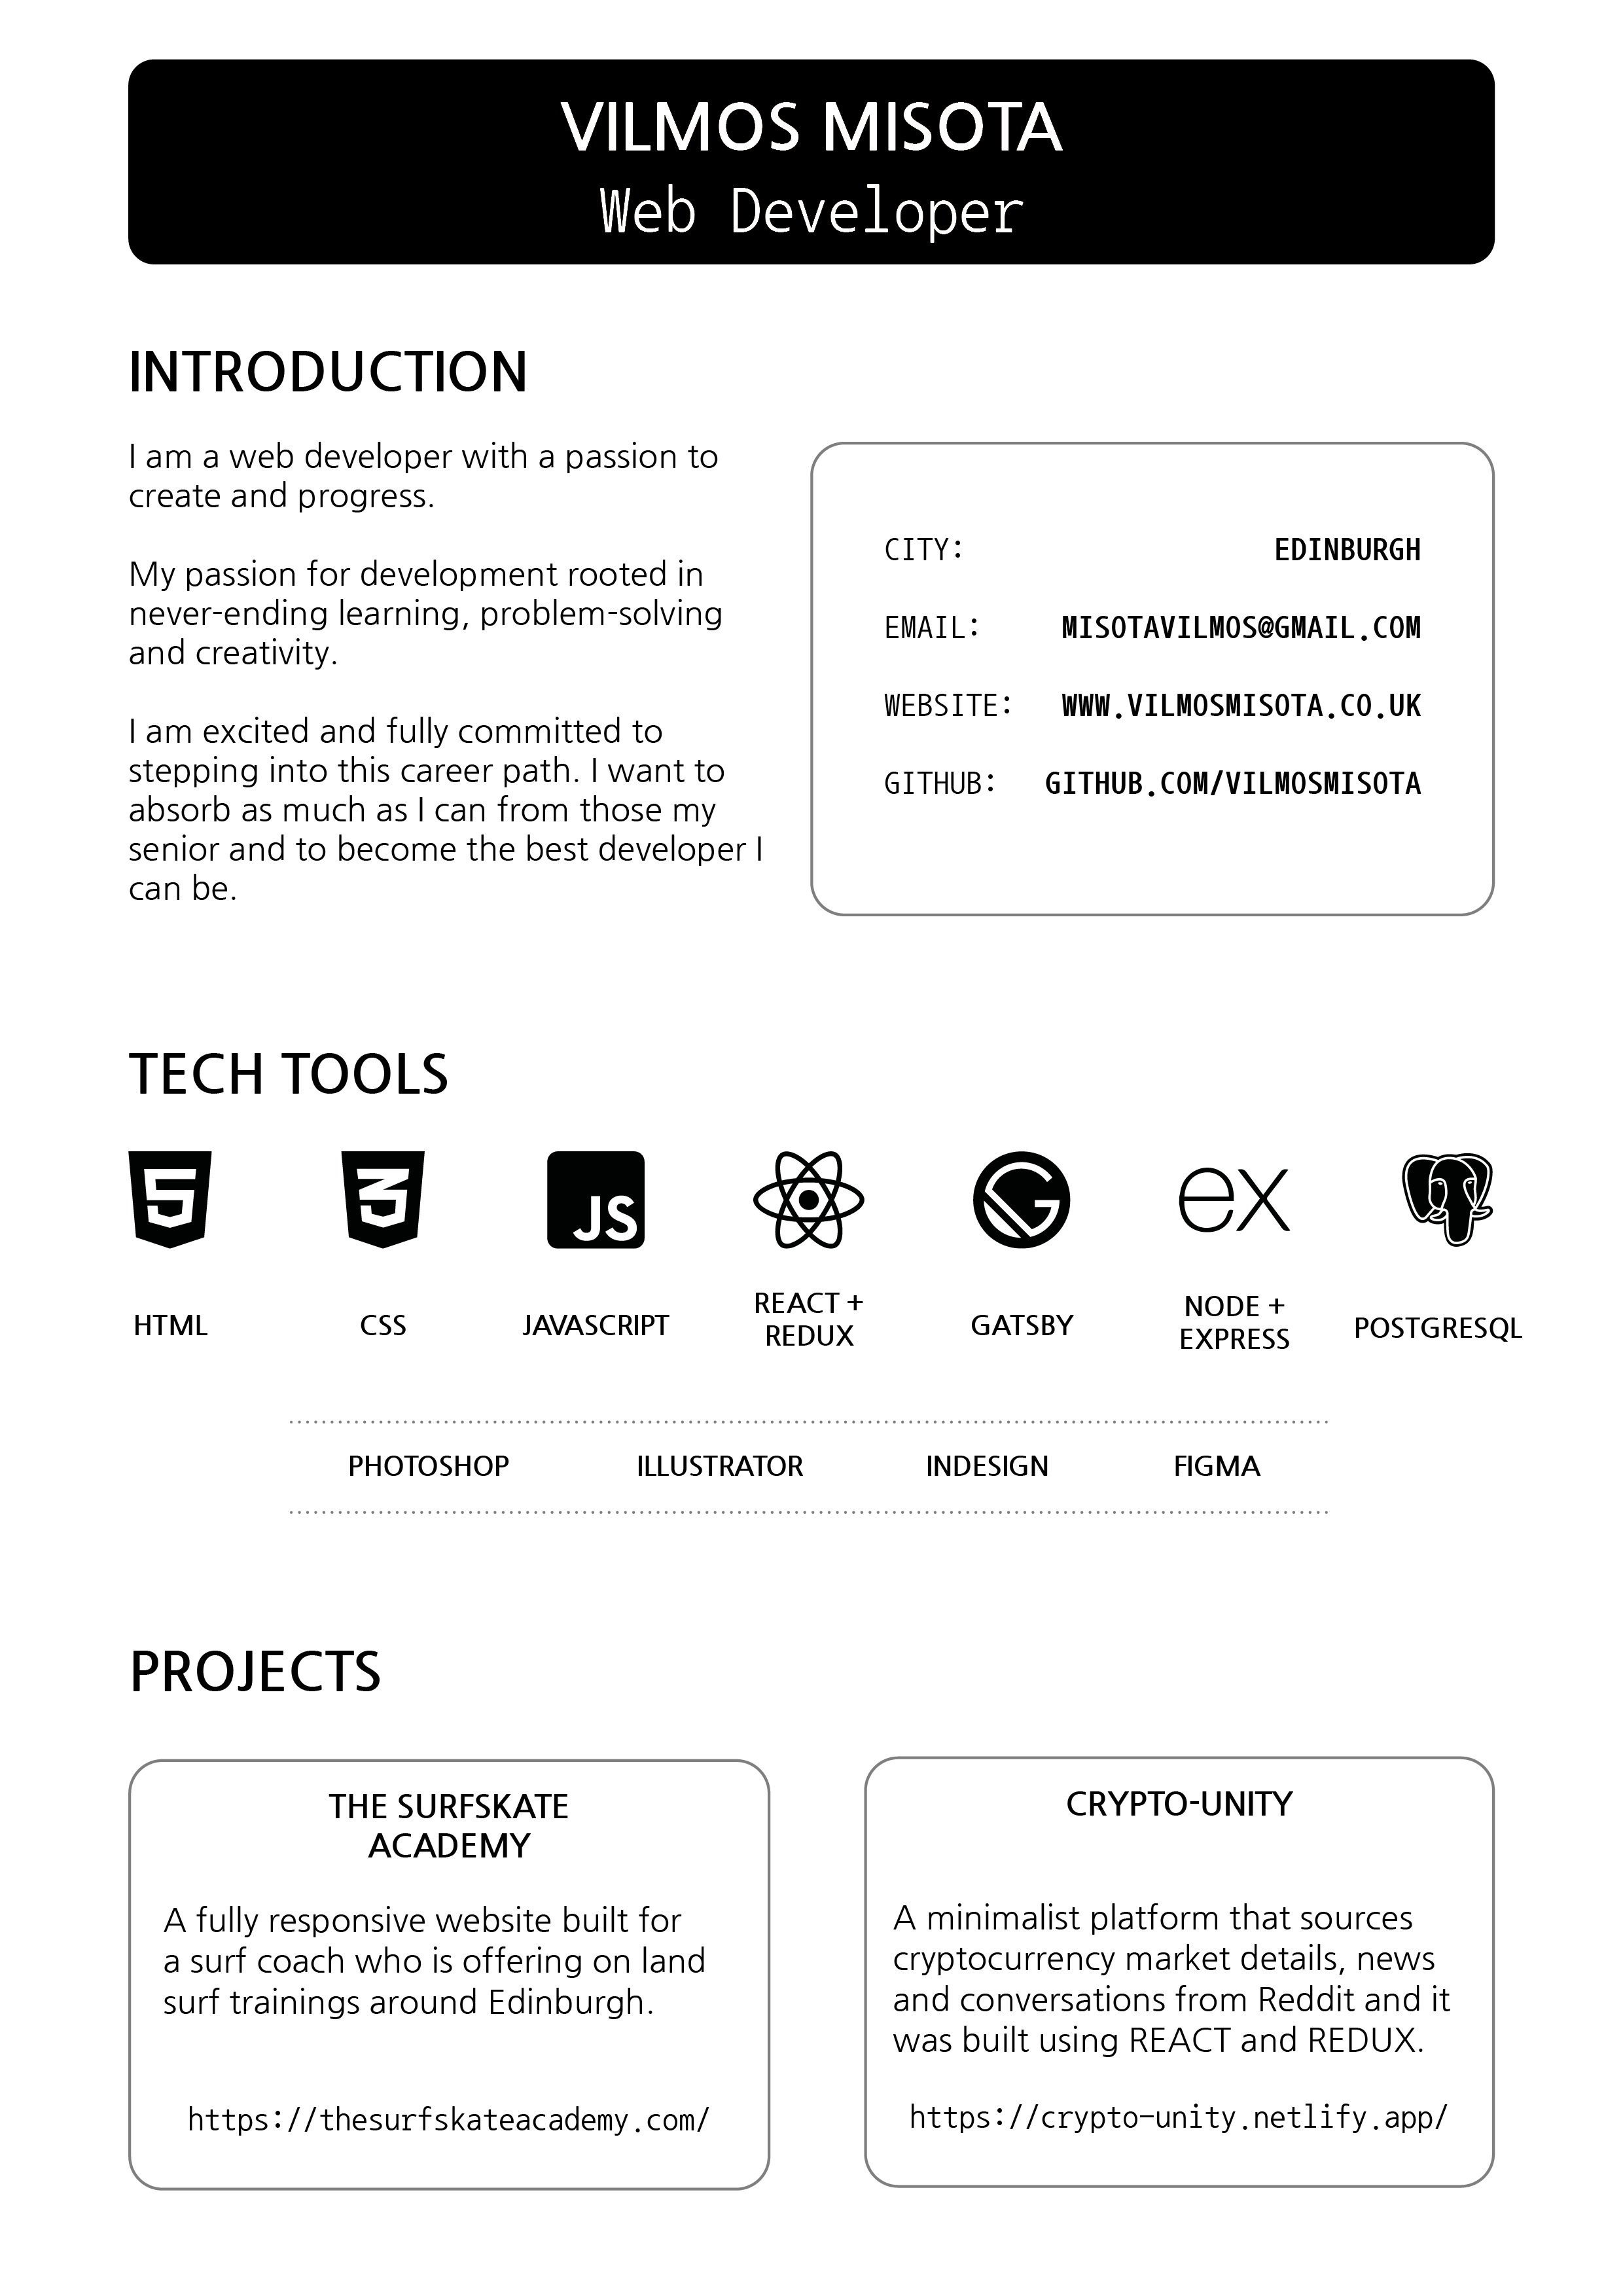 VILMOS MISOTA
Web Developer
INTRODUCTION
I am a web developer with a passion to
create and progress.
My passion for development rooted in
never-ending learning, problem-solving
and creativity.
I am excited and fully committed to
stepping into this career path. I want to
absorb as much as I can from those my
senior and to become the best developer I
can be.
CITY: EDINBURGH
EMAIL: MISOTAVILMOS@GMAIL.COM
WEBSITE: WWW.VILMOSMISOTA.CO.UK
GITHUB: GITHUB.COM/VILMOSMISOTA
TECH TOOLS
5
3
JS
G
ex
HTML
CSS
JAVASCRIPT
REACT +
REDUX
GATSBY
NODE +
EXPRESS
POSTGRESQL
PHOTOSHOP ILLUSTRATOR INDESIGN FIGMA
PROJECTS
THE SURFSKATE
ACADEMY
A fully responsive website built for
a surf coach who is offering on land
surf trainings around Edinburgh.
https://thesurfskateacademy.com/
CRYPTO-UNITY
A minimalist platform that sources
cryptocurrency market details, news
and conversations from Reddit and it
was built using REACT and REDUX.
https://crypto-unity.netlify.app/